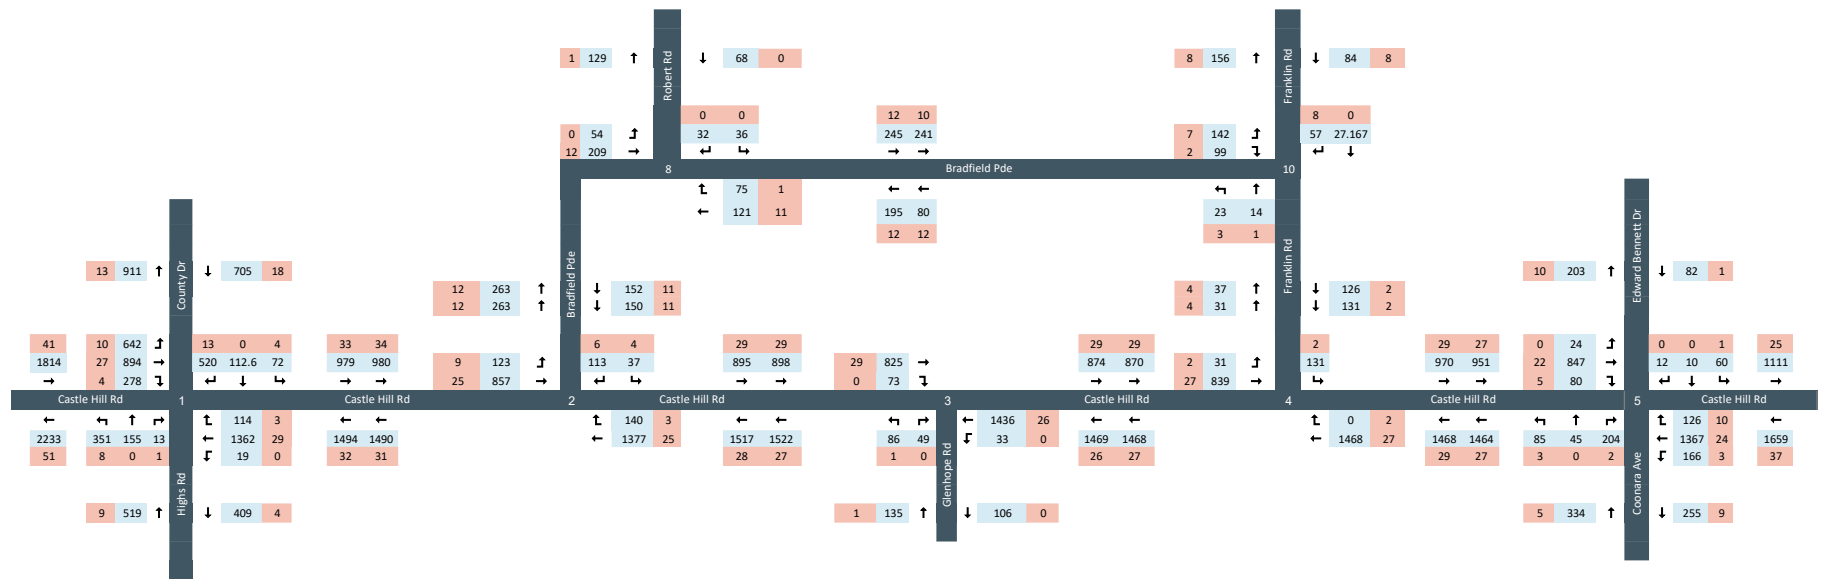 1 129 68 0
8 156 84 8
Robert Rd
Franklin Rd
0 0
12 10
8 0
0 54
32 36
245 241
7 142
57 27.167
12 209
2 99
8
Bradfield Pde
10
75 1
121 11
195 80
12 12
23 14
3 1
13 911 705 18
County Dr
Bradfield Pde
Franklin Rd
Edward Bennett Dr
10 203 82 1
12 263 152 11
12 263 150 11
4 37 126 2
4 31 131 2
41
10 642
13 0 4
33 34
9 123
6 4
29 29
29 825
29 29
2 31
2
29 27
0 24
0 0 1
25
1814
27 894
520 112.6 72
979 980
25 857
113 37
895 898
0 73
874 870
27 839
131
970 951
22 847
12 10 60
1111
4 278
5 80
Castle Hill Rd
1
Castle Hill Rd
2
Castle Hill Rd
3
Castle Hill Rd
4
Castle Hill Rd
5
Castle Hill Rd
2233
351 155 13
114 3
1362 29
19 0
1494 1490
140 3
1377 25
1517 1522
86 49
1436 26
33 0
1469 1468
0 2
1468 27
1468 1464
85 45 204
126 10
1367 24
166 3
1659
51
8 0 1
32 31
28 27
1 0
26 27
29 27
3 0 2
37
Highs Rd
Glenhope Rd
Coonara Ave
9 519 409 4
1 135 106 0
5 334 255 9